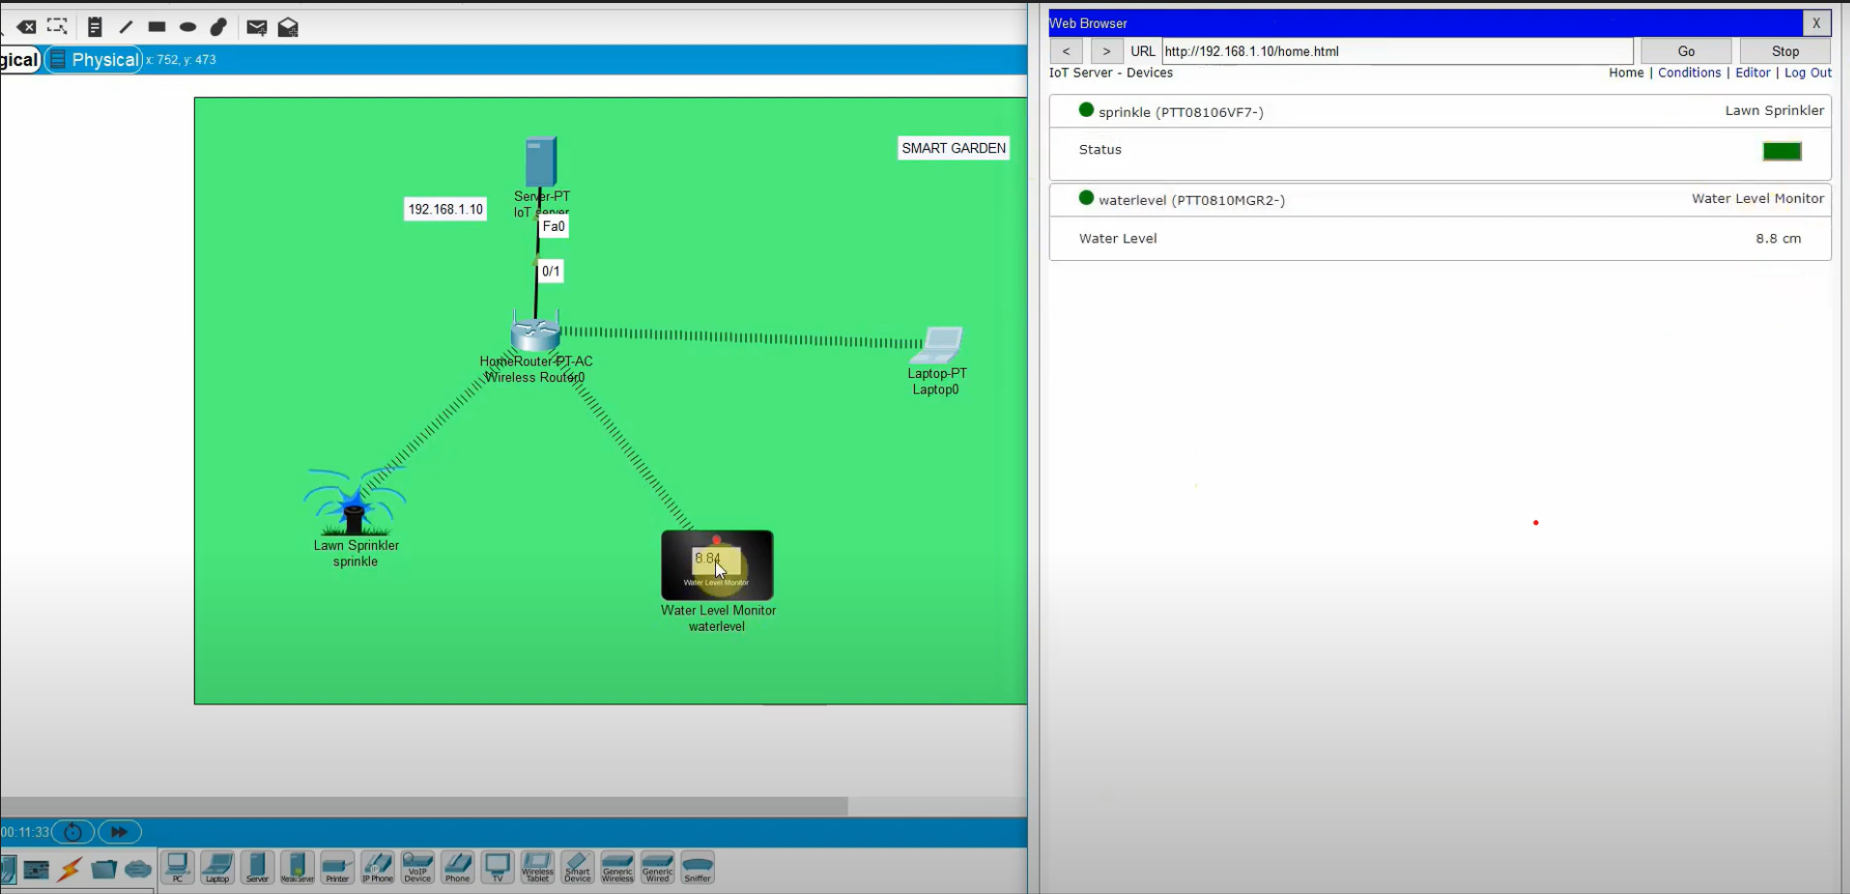 gical
Physical
x: 752, y: 473
SMART GARDEN
Server-PT
IoT server
192.168.1.10
Fa0
0/1
HomeRouter-PT-AC
Wireless Router0
Laptop-PT
Laptop0
Lawn Sprinkler
sprinkle
8.84
Water Level Monitor
Water Level Monitor
waterlevel
00:11:33
PC
Laptop
Server
Printer
IP Phone
VoIP
Device
Phone
TV
Wireless
Tablet
Smart
Device
Generic
Wireless
Generic
Wired
Sniffer
Web Browser
X
<
>
URL
http://192.168.1.10/home.html
Go
Stop
IoT Server - Devices
Home | Conditions | Editor | Log Out
sprinkle (PTT08106VF7-)
Lawn Sprinkler
Status
waterlevel (PTT0810MGR2-)
Water Level Monitor
Water Level
8.8 cm